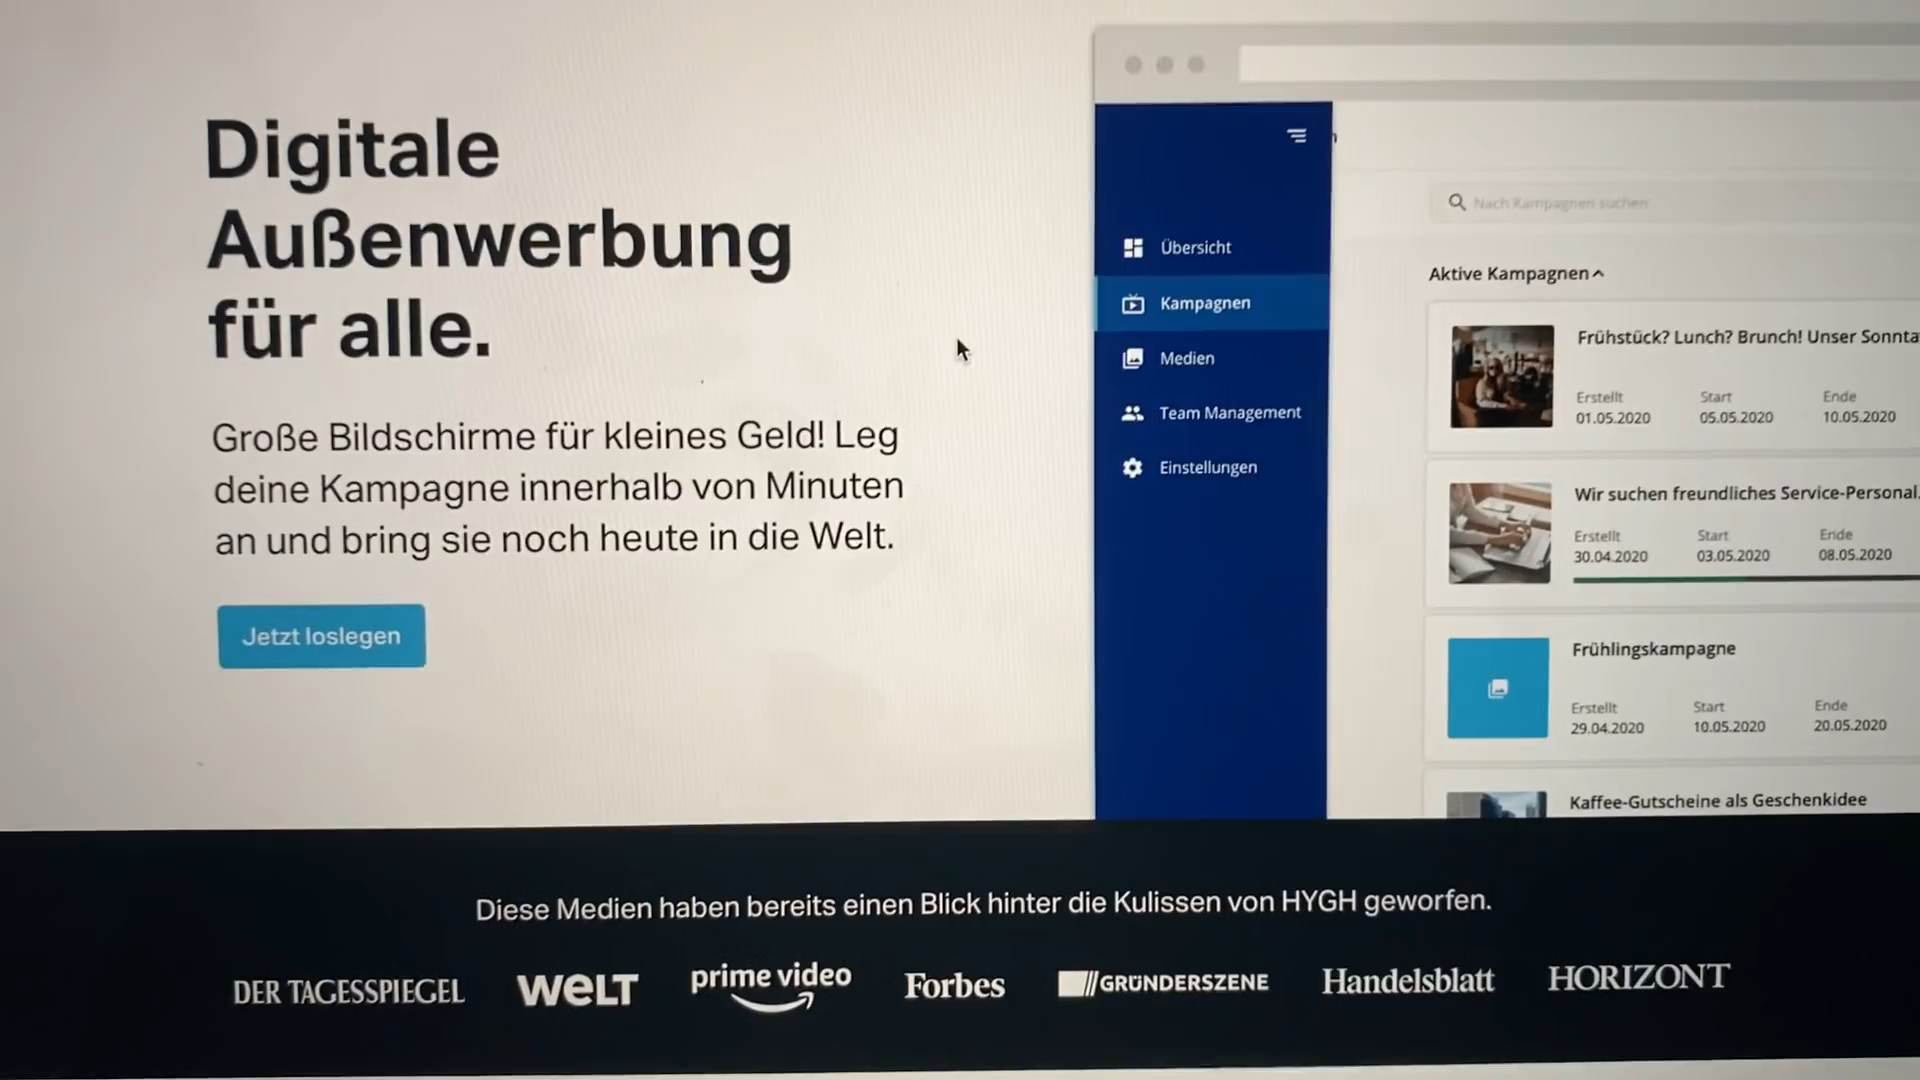 Digitale
Außenwerbung
für alle.
Große Bildschirme für kleines Geld! Leg
deine Kampagne innerhalb von Minuten
an und bring sie noch heute in die Welt.
Jetzt loslegen
Übersicht
Kampagnen
Medien
Team Management
Einstellungen
Nach Kampagnen suchen
Aktive Kampagnen
Frühstück? Lunch? Brunch! Unser
Erstellt Start Ende
01.05.2020 05.05.2020 10.05.2020
Wir suchen freundliches Service-Personal.
Erstellt Start Ende
30.04.2020 03.05.2020 08.05.2020
Frühlingskampagne
Erstellt Start Ende
29.04.2020 10.05.2020 20.05.2020
Kaffee-Gutscheine als Geschenkidee
Diese Medien haben bereits einen Blick hinter die Kulissen von HYGH geworfen.
DER TAGESSPIEGEL WELT prime video Forbes GRÜNDERSZENE Handelsblatt HORIZONT